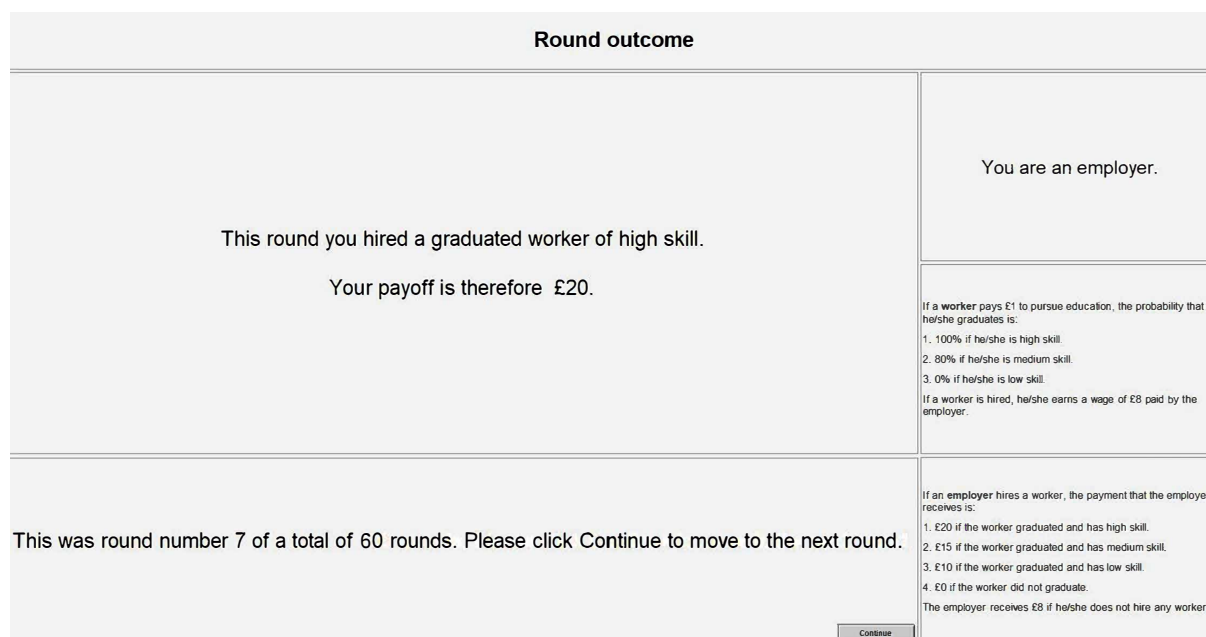 Round outcome
This round you hired a graduated worker of high skill.
Your payoff is therefore £20.
This was round number 7 of a total of 60 rounds. Please click Continue to move to the next round.
Continue
You are an employer.
If a worker pays £1 to pursue education, the probability that
he/she graduates is:
1. 100% if he/she is high skill.
2. 80% if he/she is medium skill.
3. 0% if he/she is low skill.
If a worker is hired, he/she earns a wage of £8 paid by the
employer.
If an employer hires a worker, the payment that the employe
receives is:
1. £20 if the worker graduated and has high skill.
2. £15 if the worker graduated and has medium skill.
3. £10 if the worker graduated and has low skill.
4. £0 if the worker did not graduate.
The employer receives £8 if he/she does not hire any worker